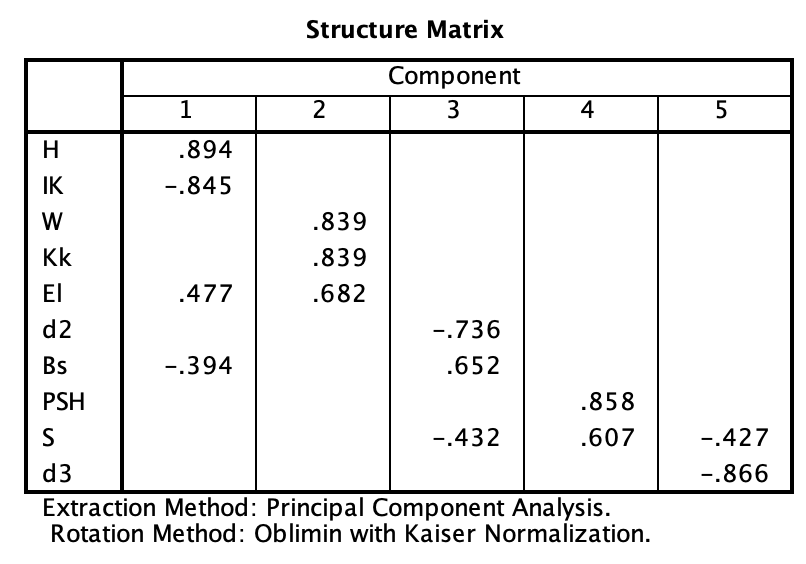 Structure Matrix
Component
1 2 3 4 5
H .894
IK -.845
W .839
Kk .839
El .477 .682
d2 -.736
Bs -.394 .652
PSH .858
S -.432 .607 -.427
d3 -.866
Extraction Method: Principal Component Analysis.
Rotation Method: Oblimin with Kaiser Normalization.